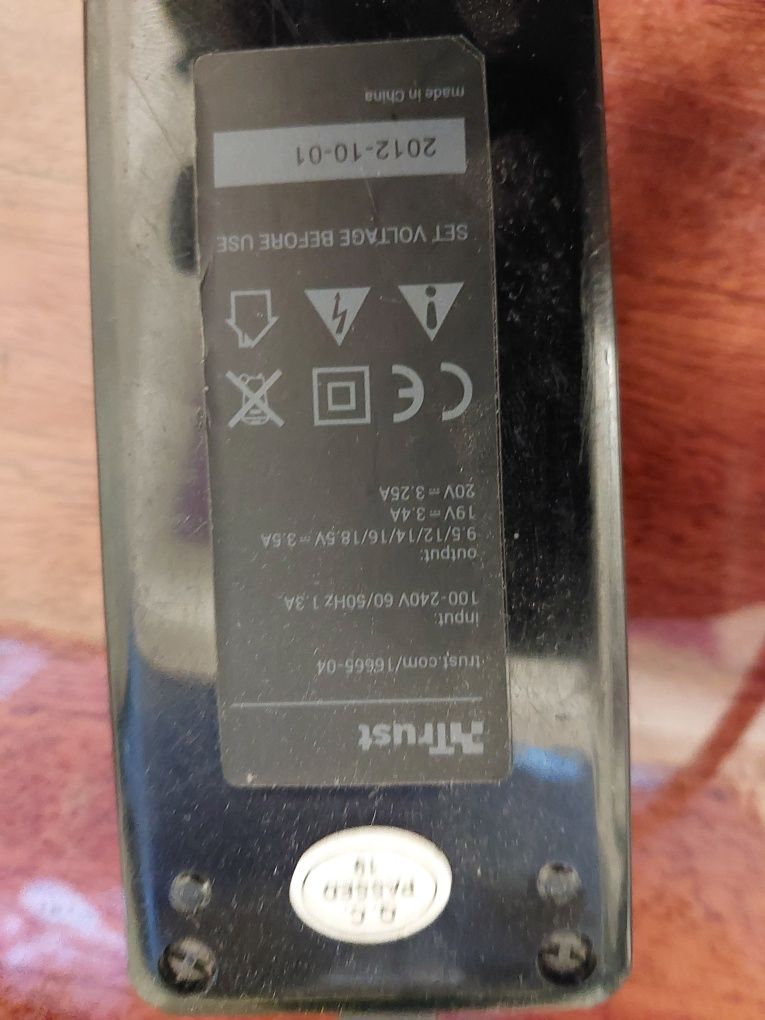 Trust
trust.com/16665-04
input:
100-240V 60/50Hz 1.3A
output:
9.5/12/14/16/18.5V = 3.5A
19V = 3.4A
20V = 3.25A
CE
SET VOLTAGE BEFORE USE
2012-10-01
made in China
Q.C.
PASSED
19